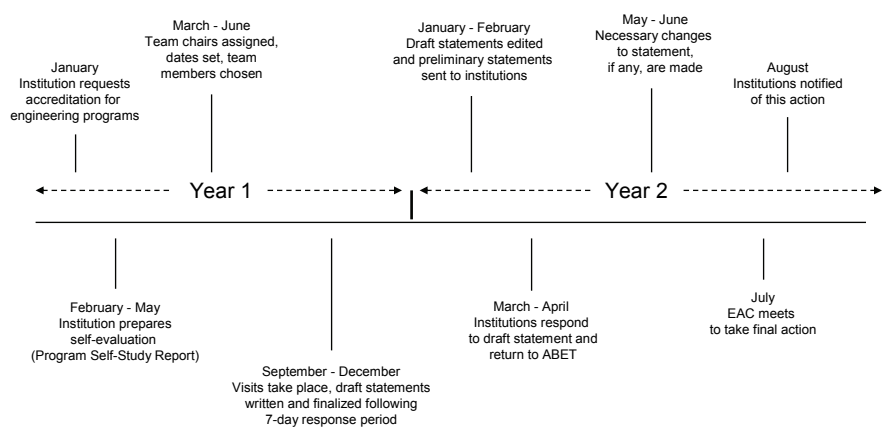 January
Institution requests
accreditation for
engineering programs
March - June
Team chairs assigned,
dates set, team
members chosen
January - February
Draft statements edited
and preliminary statements
sent to institutions
May - June
Necessary changes
to statement,
if any, are made
August
Institutions notified
of this action
Year 1
Year 2
February - May
Institution prepares
self-evaluation
(Program Self-Study Report)
September - December
Visits take place, draft statements
written and finalized following
7-day response period
March - April
Institutions respond
to draft statement and
return to ABET
July
EAC meets
to take final action